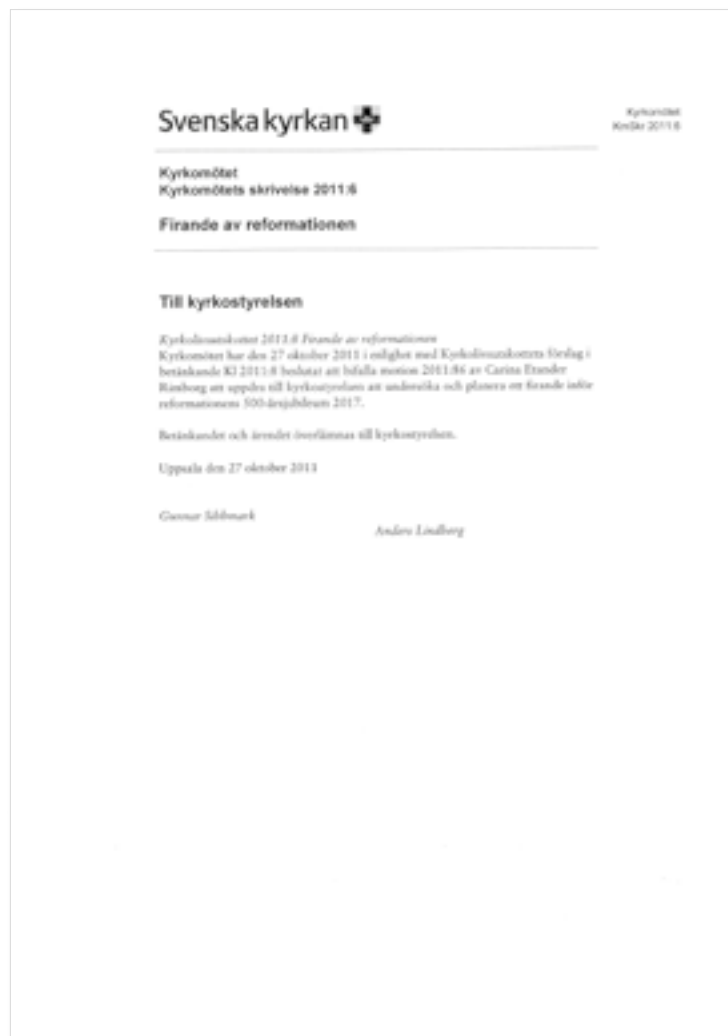 Svenska kyrkan
Kyrkomötet
KmSkr 2011:6
Kyrkomötet
Kyrkomötets skrivelse 2011:6
Firande av reformationen
Till kyrkostyrelsen
Kyrkolivsutskottet 2011:8 Firande av reformationen
Kyrkomötet har den 27 oktober 2011 i enlighet med Kyrkolivsutskottets förslag i
betänkande Kl 2011:8 beslutat att bifalla motion 2011:86 av Carina Etander
Rimborg att uppdra till kyrkostyrelsen att undersöka och planera ett firande inför
reformationens 500-årsjubileum 2017.
Betänkandet och ärendet överlämnas till kyrkostyrelsen.
Uppsala den 27 oktober 2011
Gunnar Sibbmark
Anders Lindberg